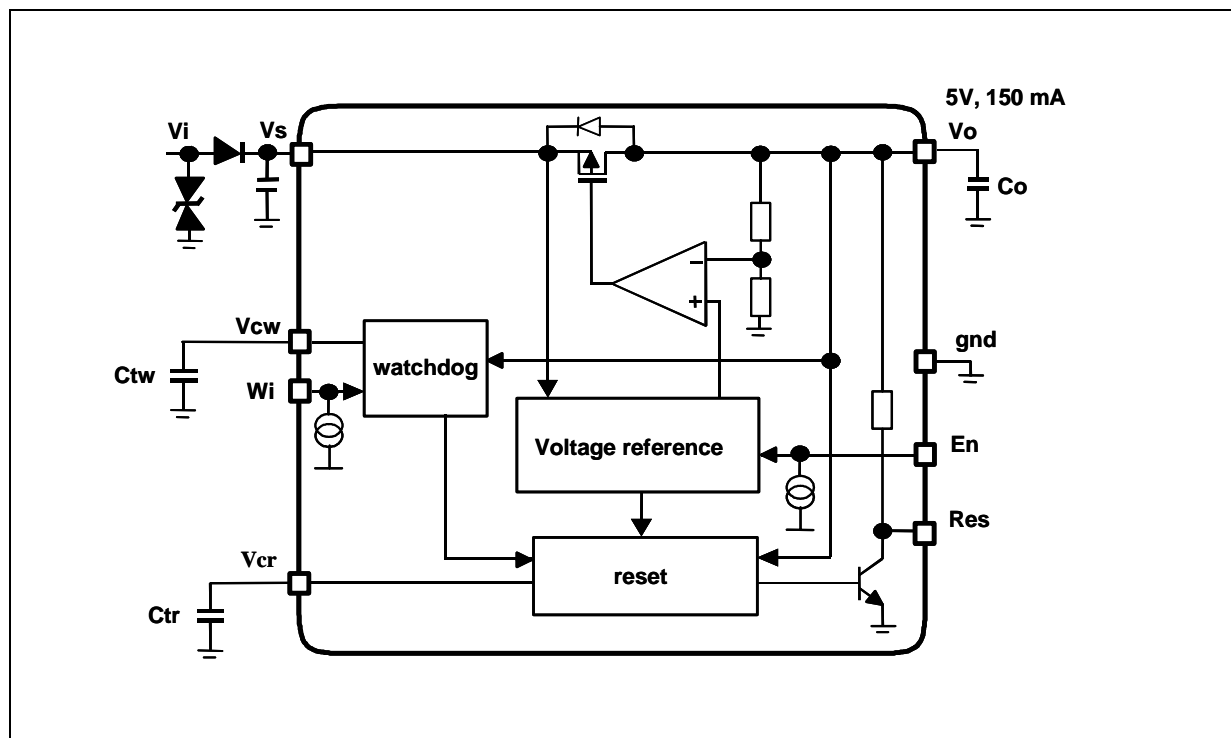 5V, 150 mA
Vi
Vs
Vo
Co
−
+
Vcw
watchdog
gnd
Ctw
Wi
Voltage reference
En
Res
Vcr
reset
Ctr